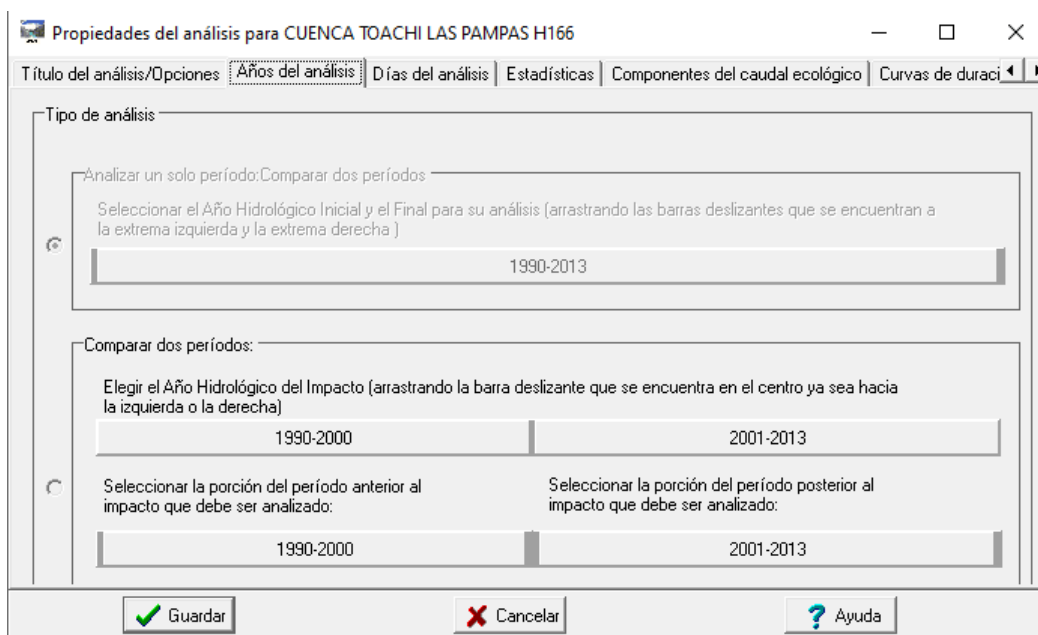 Propiedades del análisis para CUENCA TOACHI LAS PAMPAS H166
Título del análisis/Opciones Años del análisis Días del análisis Estadísticas Componentes del caudal ecológico Curvas de duraci
Tipo de análisis
Analizar un solo período:Comparar dos períodos
Seleccionar el Año Hidrológico Inicial y el Final para su análisis (arrastrando las barras deslizantes que se encuentran a
la extrema izquierda y la extrema derecha )
1990-2013
Comparar dos períodos:
Elegir el Año Hidrológico del Impacto (arrastrando la barra deslizante que se encuentra en el centro ya sea hacia
la izquierda o la derecha)
1990-2000 2001-2013
Seleccionar la porción del período anterior al
impacto que debe ser analizado:
Seleccionar la porción del período posterior al
impacto que debe ser analizado:
1990-2000 2001-2013
Guardar Cancelar Ayuda